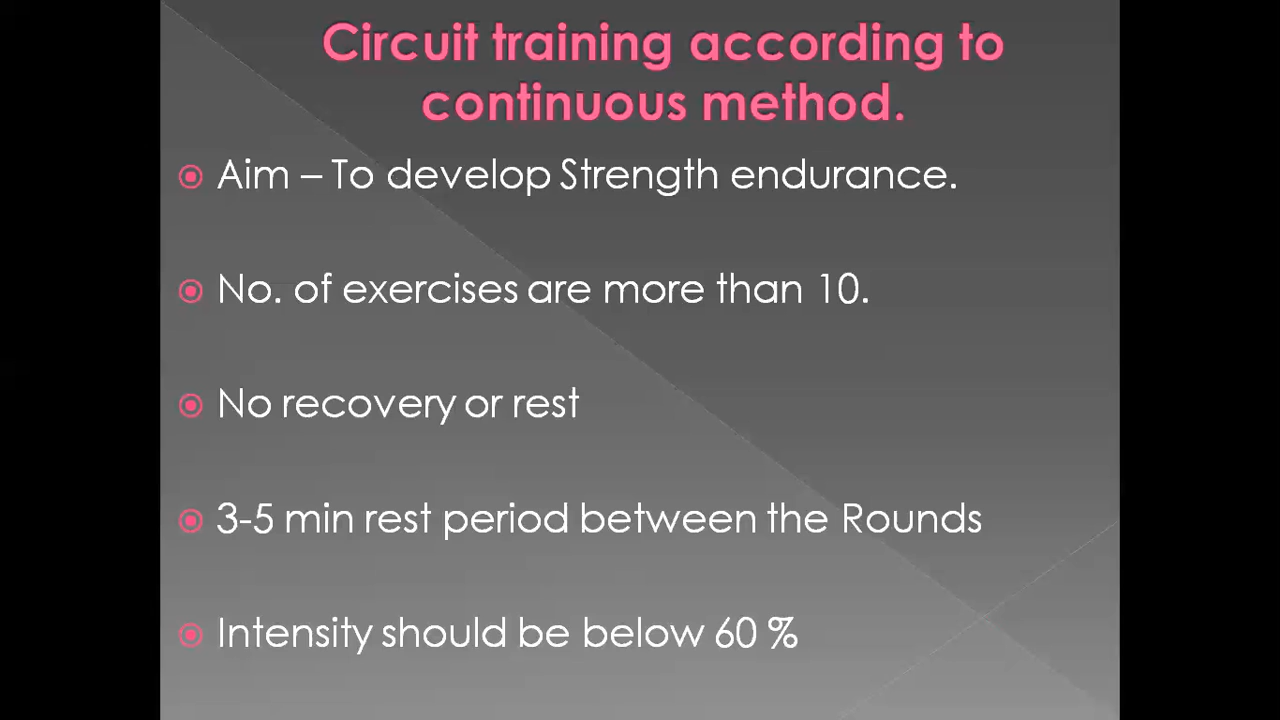 Circuit training according to
continuous method.
Aim – To develop Strength endurance.
No. of exercises are more than 10.
No recovery or rest
3-5 min rest period between the Rounds
Intensity should be below 60 %